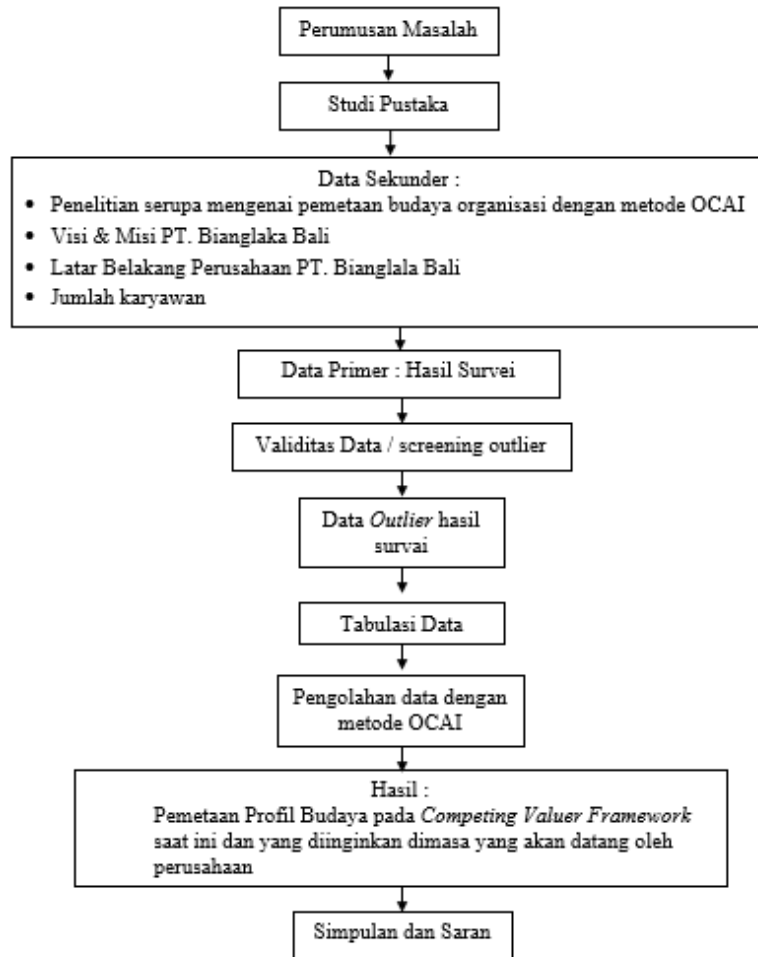 Perumusan Masalah
Studi Pustaka
Data Sekunder :
• Penelitian serupa mengenai pemetaan budaya organisasi dengan metode OCAI
• Visi & Misi PT. Bianglaka Bali
• Latar Belakang Perusahaan PT. Bianglala Bali
• Jumlah karyawan
Data Primer : Hasil Survei
Validitas Data / screening outlier
Data Outlier hasil
survai
Tabulasi Data
Pengolahan data dengan
metode OCAI
Hasil :
Pemetaan Profil Budaya pada Competing Valuer Framework
saat ini dan yang diinginkan dimasa yang akan datang oleh
perusahaan
Simpulan dan Saran